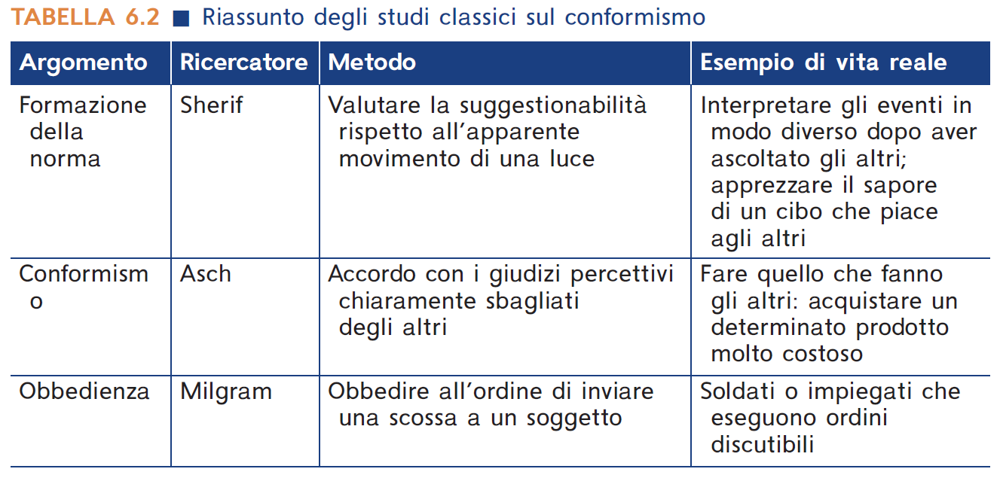 TABELLA 6.2 ■ Riassunto degli studi classici sul conformismo
Argomento Ricercatore Metodo Esempio di vita reale
Formazione Sherif Valutare la suggestionabilità Interpretare gli eventi in
della rispetto all’apparente modo diverso dopo aver
norma movimento di una luce ascoltato gli altri;
apprezzare il sapore
di un cibo che piace
agli altri
Conformism Asch Accordo con i giudizi percettivi Fare quello che fanno
o chiaramente sbagliati gli altri: acquistare un
degli altri determinato prodotto
molto costoso
Obbedienza Milgram Obbedire all’ordine di inviare Soldati o impiegati che
una scossa a un soggetto eseguono ordini
discutibili